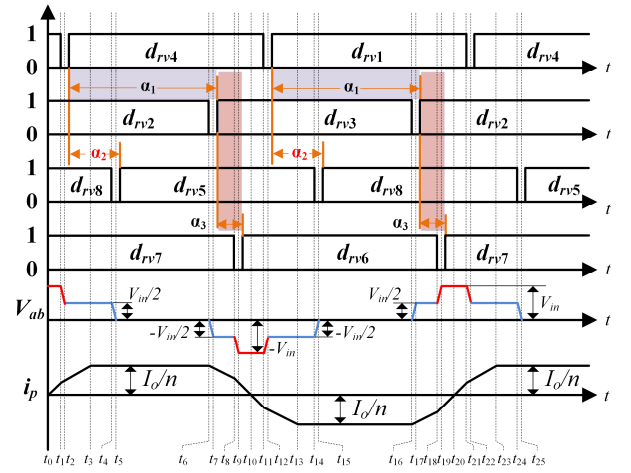 1 d_rv4 d_rv1 d_rv4
0 t
α₁ α₁
1 d_rv2 d_rv3 d_rv2
0 t
α₂ α₂
1 d_rv8 d_rv5 d_rv8 d_rv5
0 t
α₃ α₃
1 d_rv7 d_rv6 d_rv7
0 t
V_ab V_in/2 -V_in/2 -V_in -V_in/2 V_in/2 V_in t
i_p I_o/n I_o/n I_o/n t
t₀ t₁ t₂ t₃ t₄ t₅ t₆ t₇ t₈ t₉ t₁₀ t₁₁ t₁₂ t₁₃ t₁₄ t₁₅ t₁₆ t₁₇ t₁₈ t₁₉ t₂₀ t₂₁ t₂₂ t₂₃ t₂₄ t₂₅